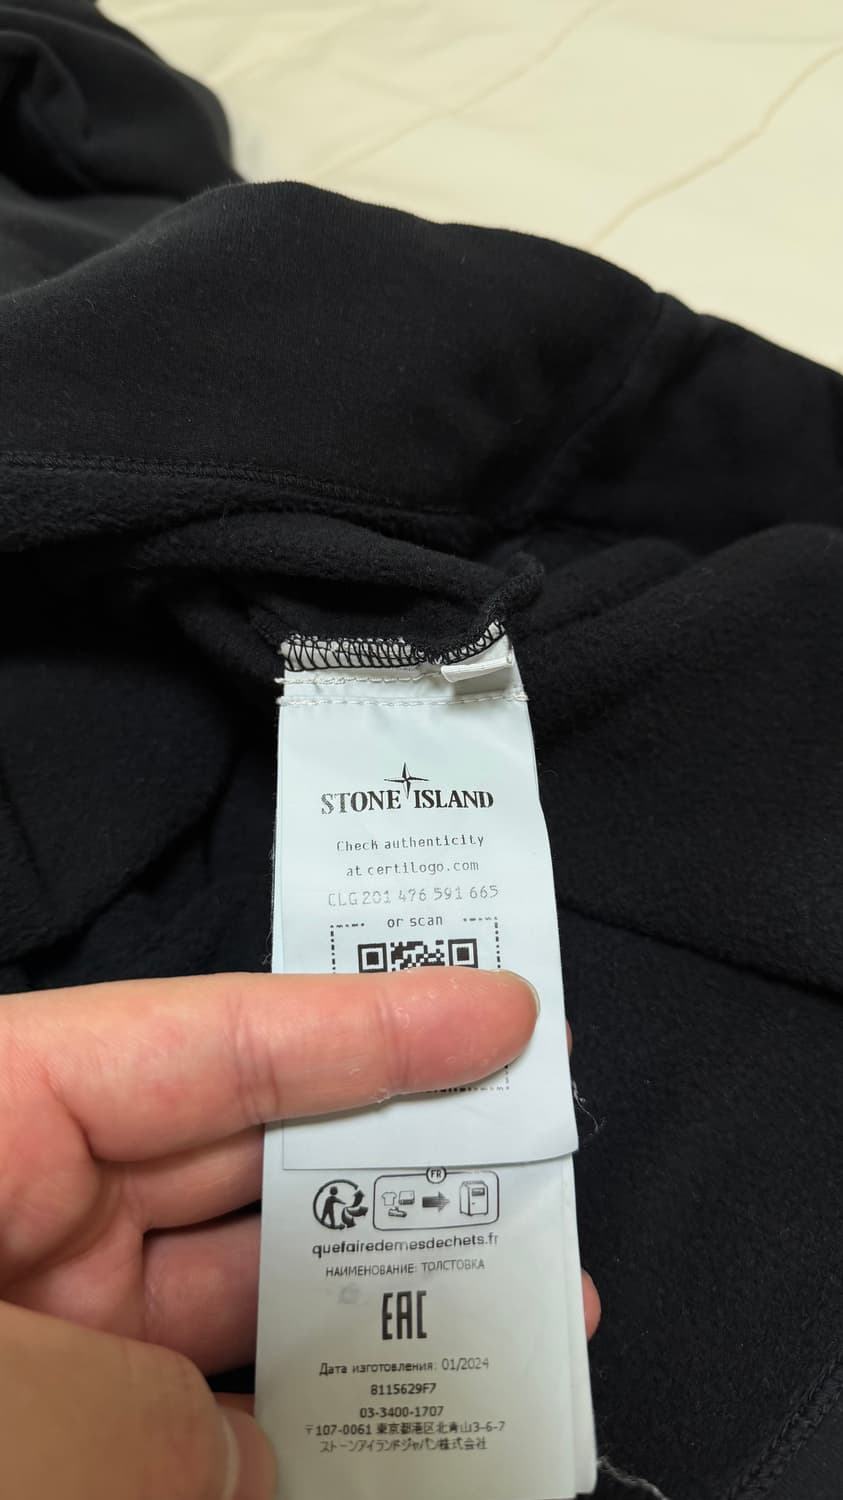 STONE ISLAND
Check authenticity
at certilogo.com
CLG 201 476 591 665
or scan
FR
quefairedemesdechets.fr
НАИМЕНОВАНИЕ: ТОЛСТОВКА
EAC
Дата изготовления: 01/2024
8115629F7
03-3400-1707
〒107-0061 東京都港区北青山3-6-7
ストーンアイランドジャパン株式会社